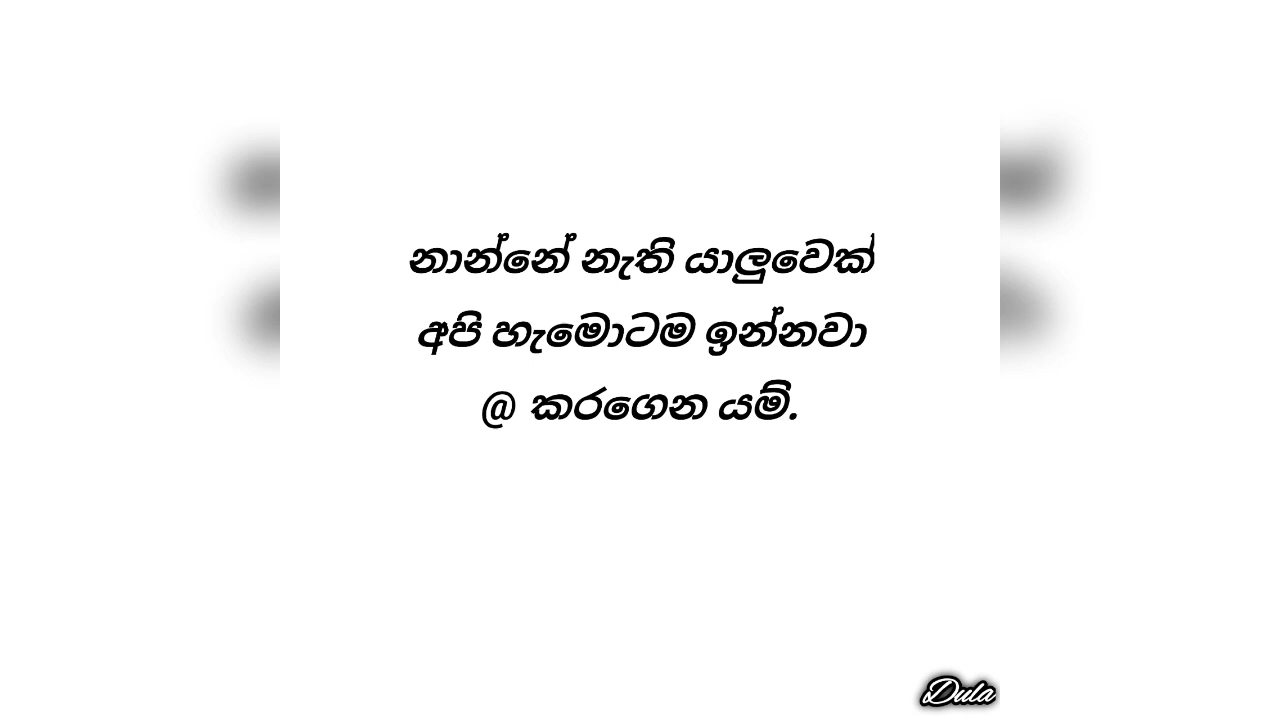 නාන්නේ නැති යාලුවෙක්
අපි හැමොටම ඉන්නවා
@ කරගෙන යම්.
Dula